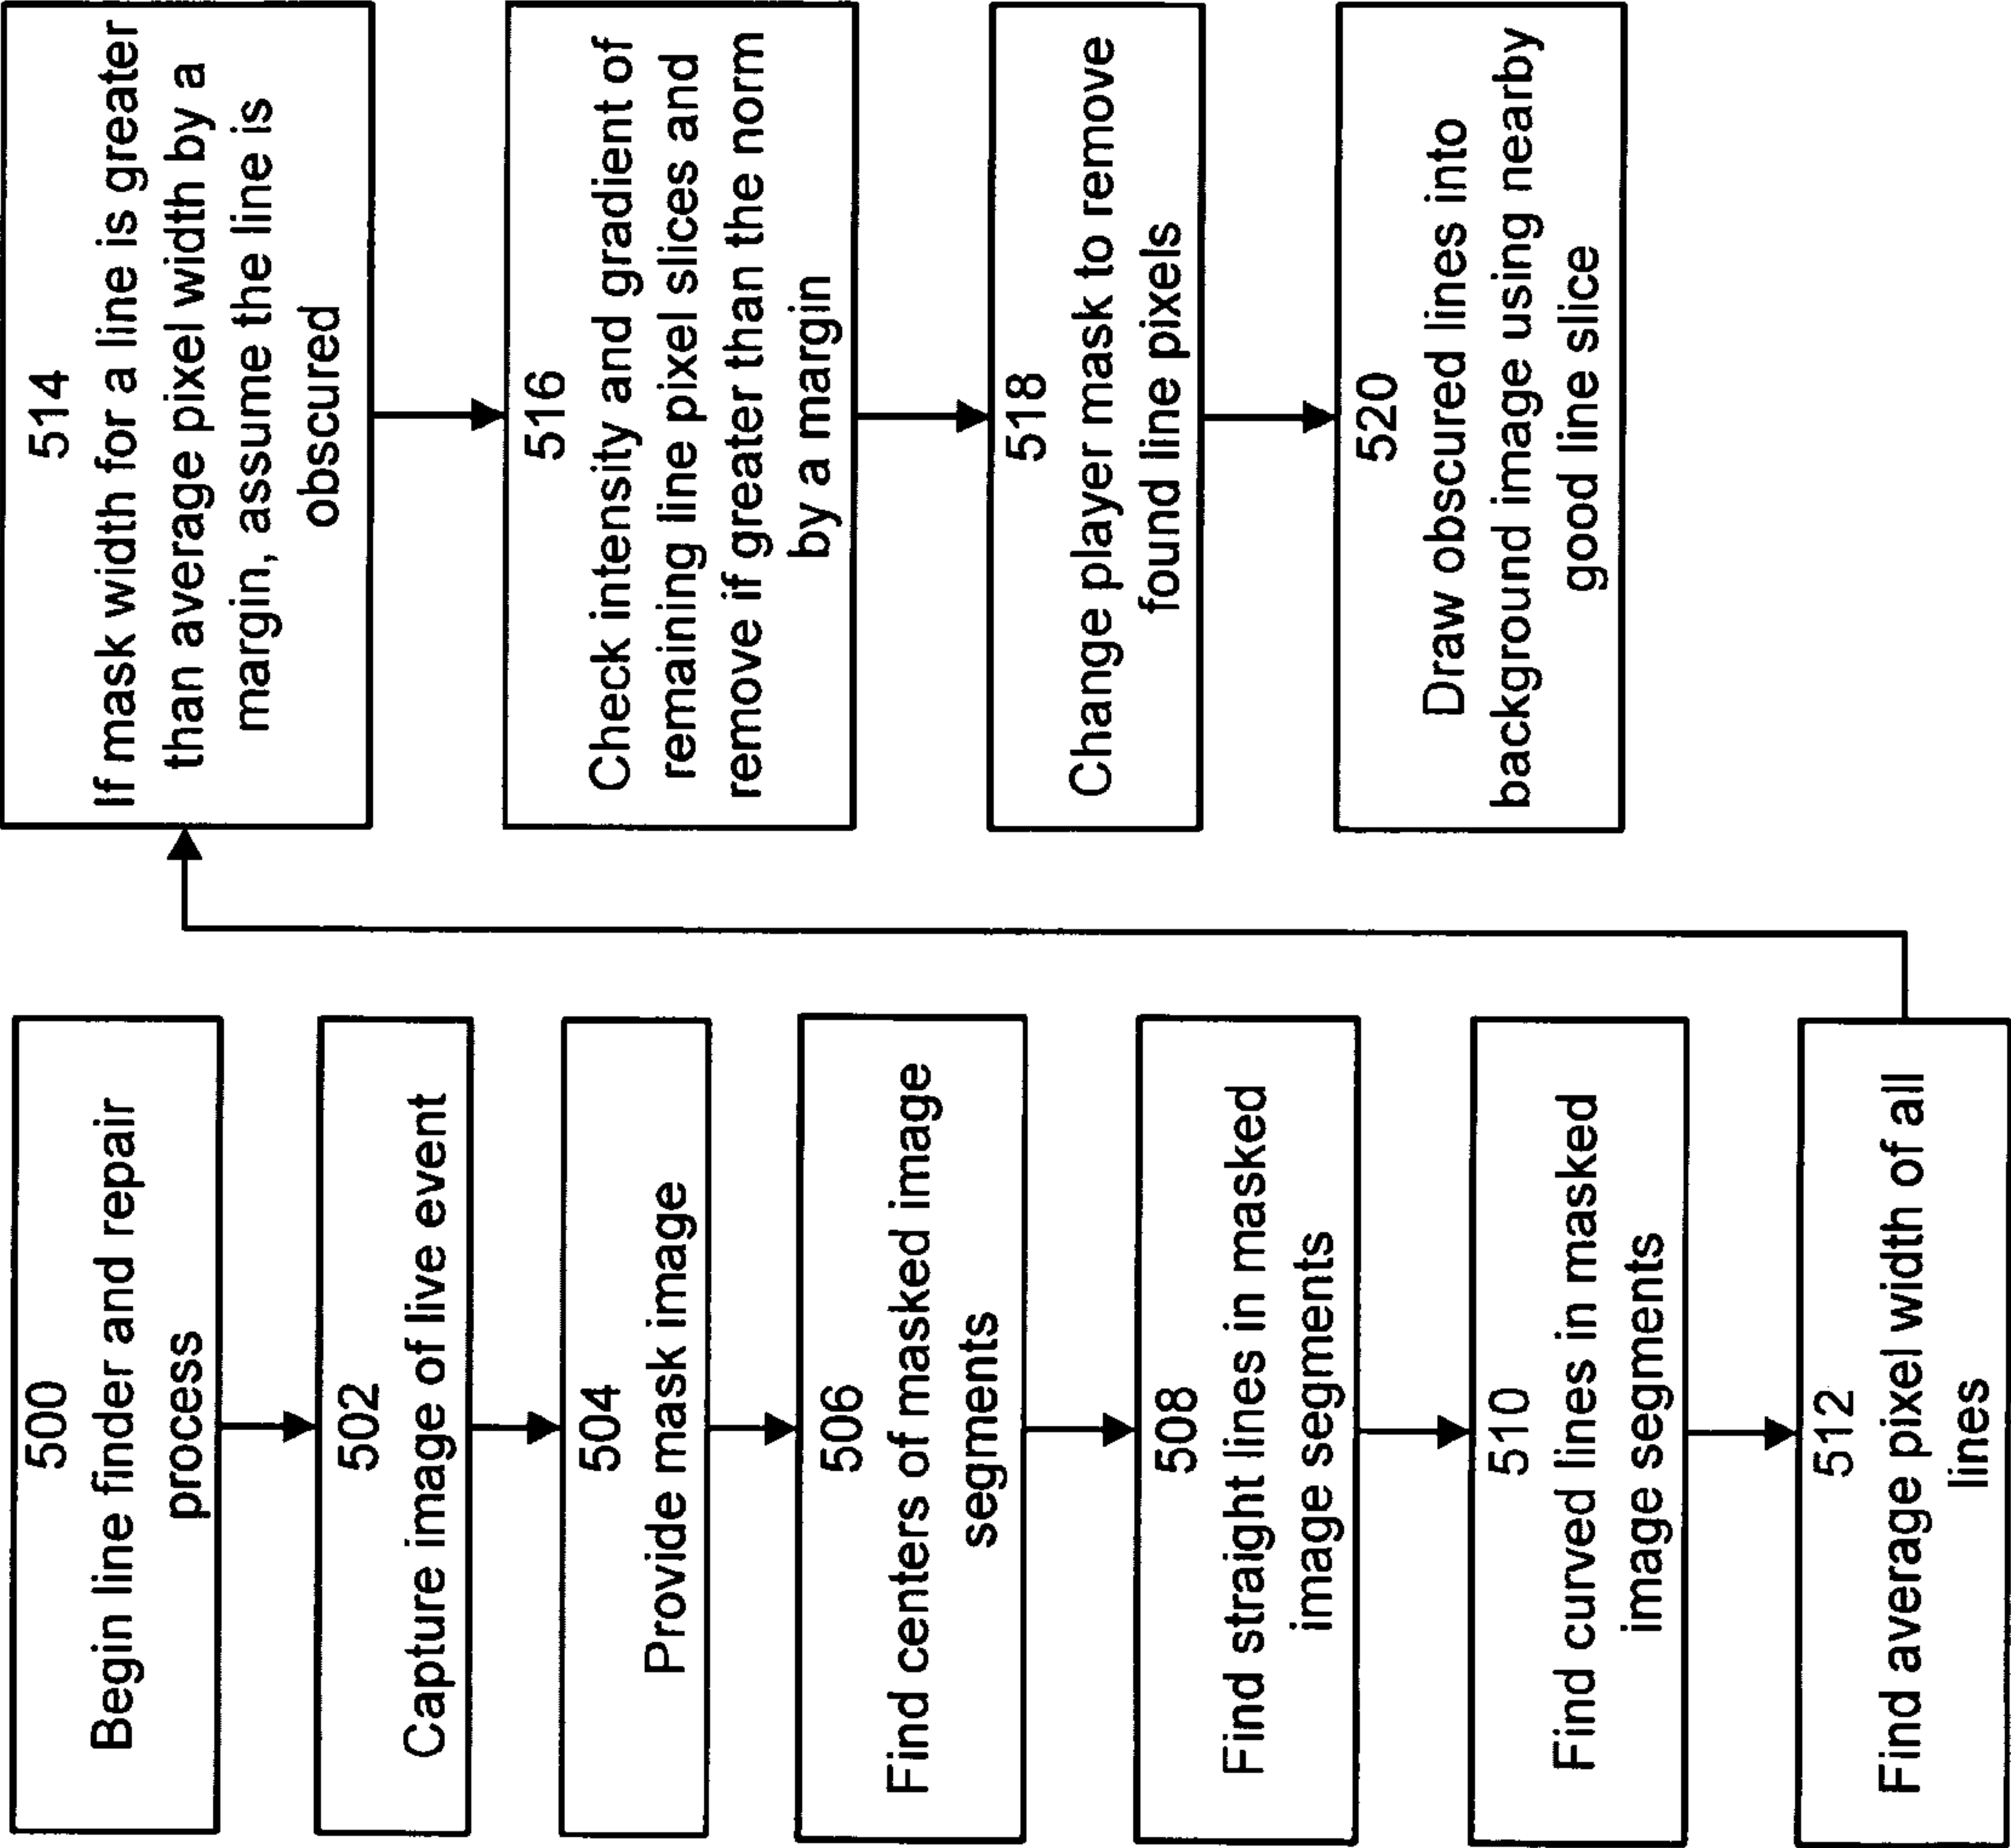 500
Begin line finder and repair
process
502
Capture image of live event
504
Provide mask image
506
Find centers of masked image
segments
508
Find straight lines in masked
image segments
510
Find curved lines in masked
image segments
512
Find average pixel width of all
lines
514
If mask width for a line is greater
than average pixel width by a
margin, assume the line is
obscured
516
Check intensity and gradient of
remaining line pixel slices and
remove if greater than the norm
by a margin
518
Change player mask to remove
found line pixels
520
Draw obscured lines into
background image using nearby
good line slice